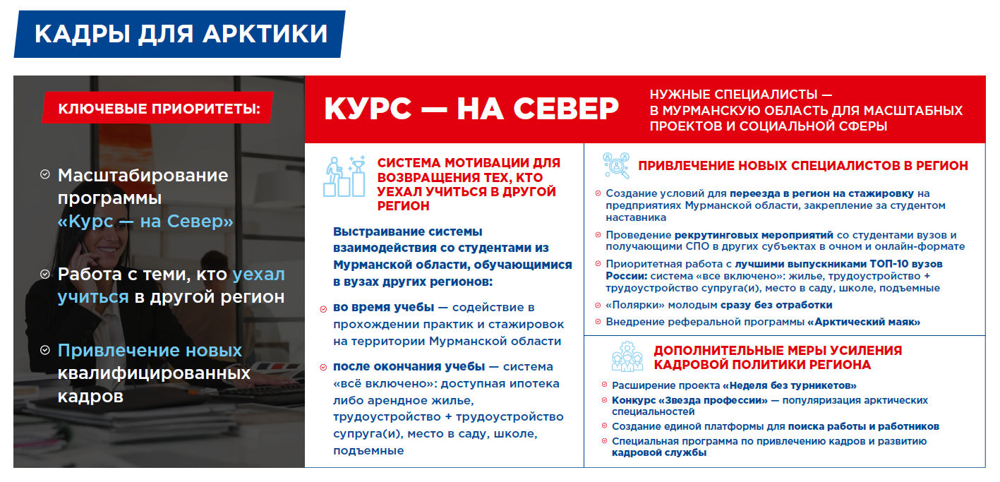 КАДРЫ ДЛЯ АРКТИКИ
КЛЮЧЕВЫЕ ПРИОРИТЕТЫ:
Масштабирование
программы
«Курс — на Север»
Работа с теми, кто уехал
учиться в другой регион
Привлечение новых
квалифицированных
кадров
КУРС — НА СЕВЕР
НУЖНЫЕ СПЕЦИАЛИСТЫ —
В МУРМАНСКУЮ ОБЛАСТЬ ДЛЯ МАСШТАБНЫХ
ПРОЕКТОВ И СОЦИАЛЬНОЙ СФЕРЫ
СИСТЕМА МОТИВАЦИИ ДЛЯ
ВОЗВРАЩЕНИЯ ТЕХ, КТО
УЕХАЛ УЧИТЬСЯ В ДРУГОЙ
РЕГИОН
Выстраивание системы
взаимодействия со студентами из
Мурманской области, обучающимися
в вузах других регионов:
во время учебы — содействие в
прохождении практик и стажировок
на территории Мурманской области
после окончания учебы — система
«всё включено»: доступная ипотека
либо арендное жилье,
трудоустройство + трудоустройство
супруга(и), место в саду, школе,
подъемные
ПРИВЛЕЧЕНИЕ НОВЫХ СПЕЦИАЛИСТОВ В РЕГИОН
Создание условий для переезда в регион на стажировку на
предприятиях Мурманской области, закрепление за студентом
наставника
Проведение рекрутинговых мероприятий со студентами вузов и
получающими СПО в других субъектах в очном и онлайн-формате
Приоритетная работа с лучшими выпускниками ТОП-10 вузов
России: система «все включено»: жилье, трудоустройство +
трудоустройство супруга(и), место в саду, школе, подъемные
«Полярки» молодым сразу без отработки
Внедрение реферальной программы «Арктический маяк»
ДОПОЛНИТЕЛЬНЫЕ МЕРЫ УСИЛЕНИЯ
КАДРОВОЙ ПОЛИТИКИ РЕГИОНА
Расширение проекта «Неделя без турникетов»
Конкурс «Звезда профессии» — популяризация арктических
специальностей
Создание единой платформы для поиска работы и работников
Специальная программа по привлечению кадров и развитию
кадровой службы